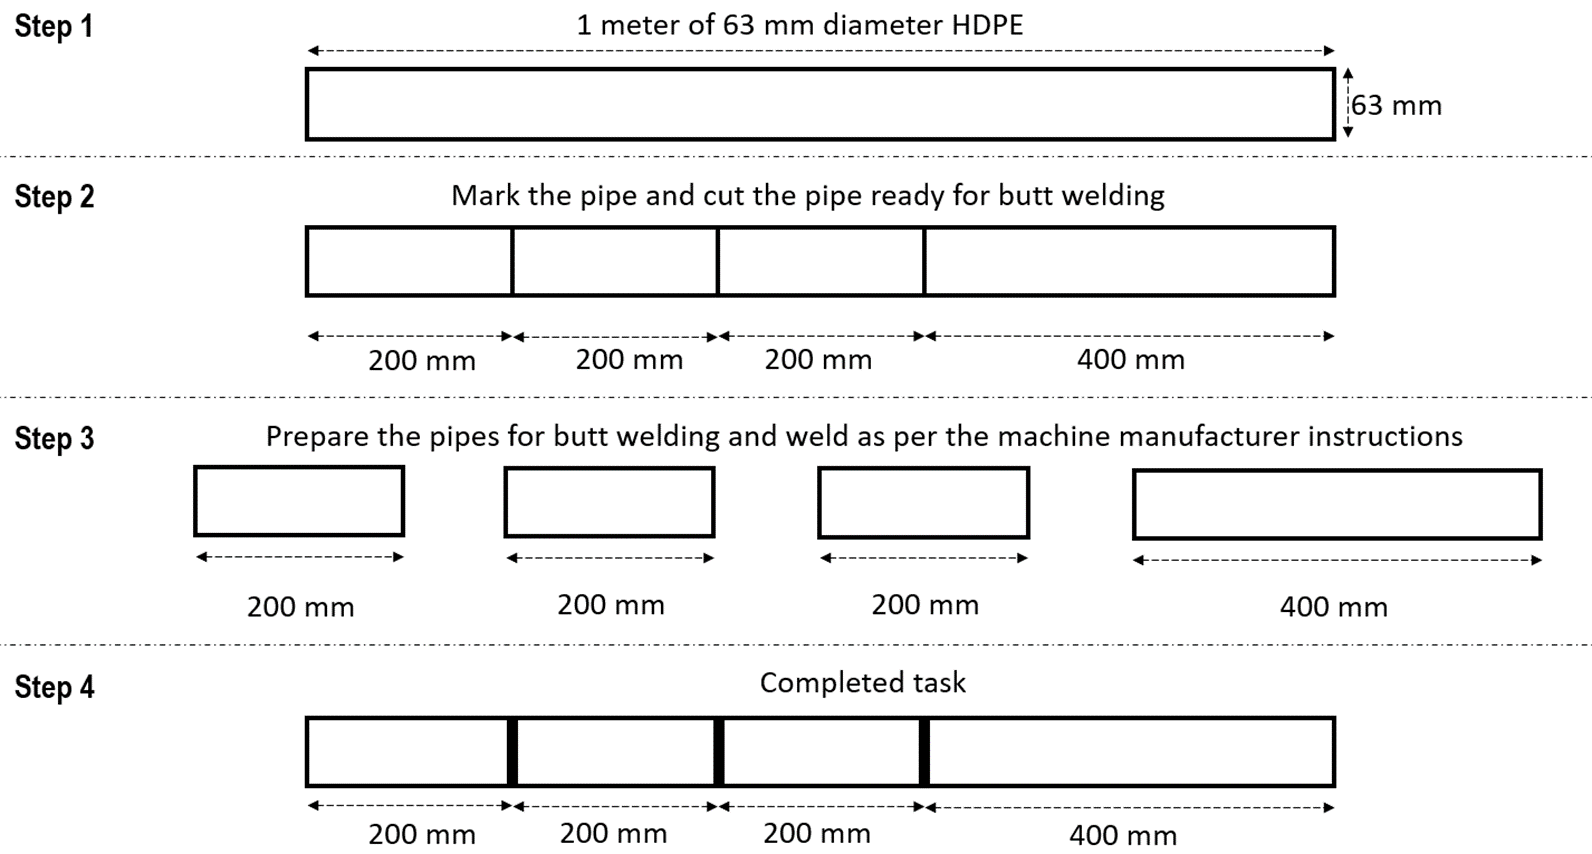 Step 1
1 meter of 63 mm diameter HDPE
63 mm
Step 2
Mark the pipe and cut the pipe ready for butt welding
200 mm
200 mm
200 mm
400 mm
Step 3
Prepare the pipes for butt welding and weld as per the machine manufacturer instructions
200 mm
200 mm
200 mm
400 mm
Step 4
Completed task
200 mm
200 mm
200 mm
400 mm